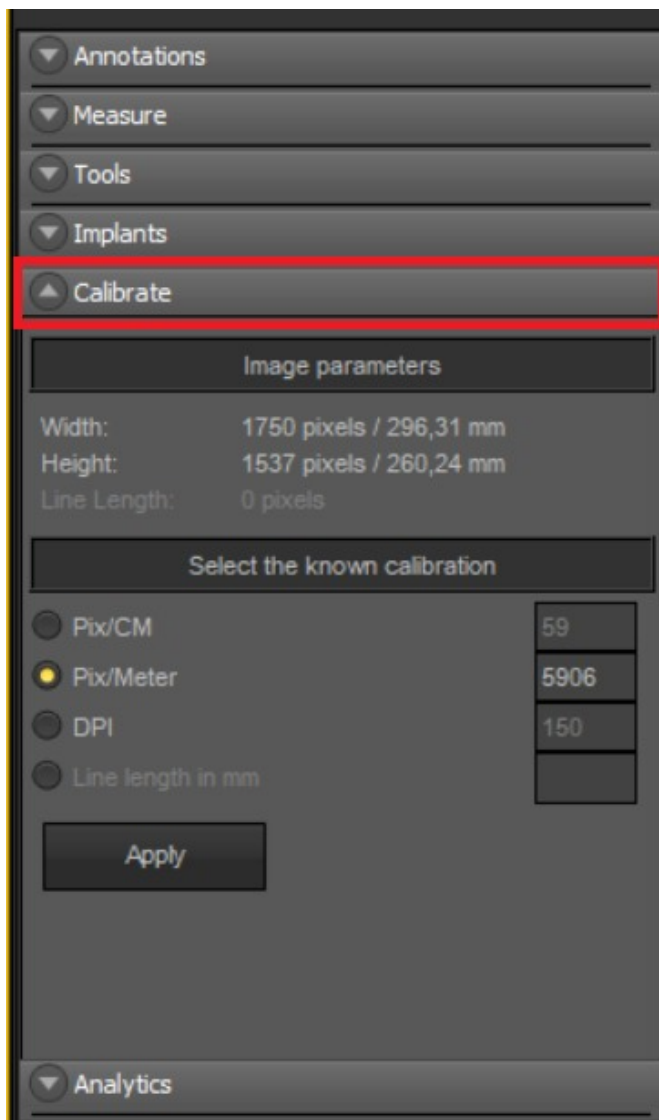 Annotations
Measure
Tools
Implants
Calibrate
Image parameters
Width: 1750 pixels / 296,31 mm
Height: 1537 pixels / 260,24 mm
Line Length: 0 pixels
Select the known calibration
Pix/CM 59
Pix/Meter 5906
DPI 150
Line length in mm
Apply
Analytics